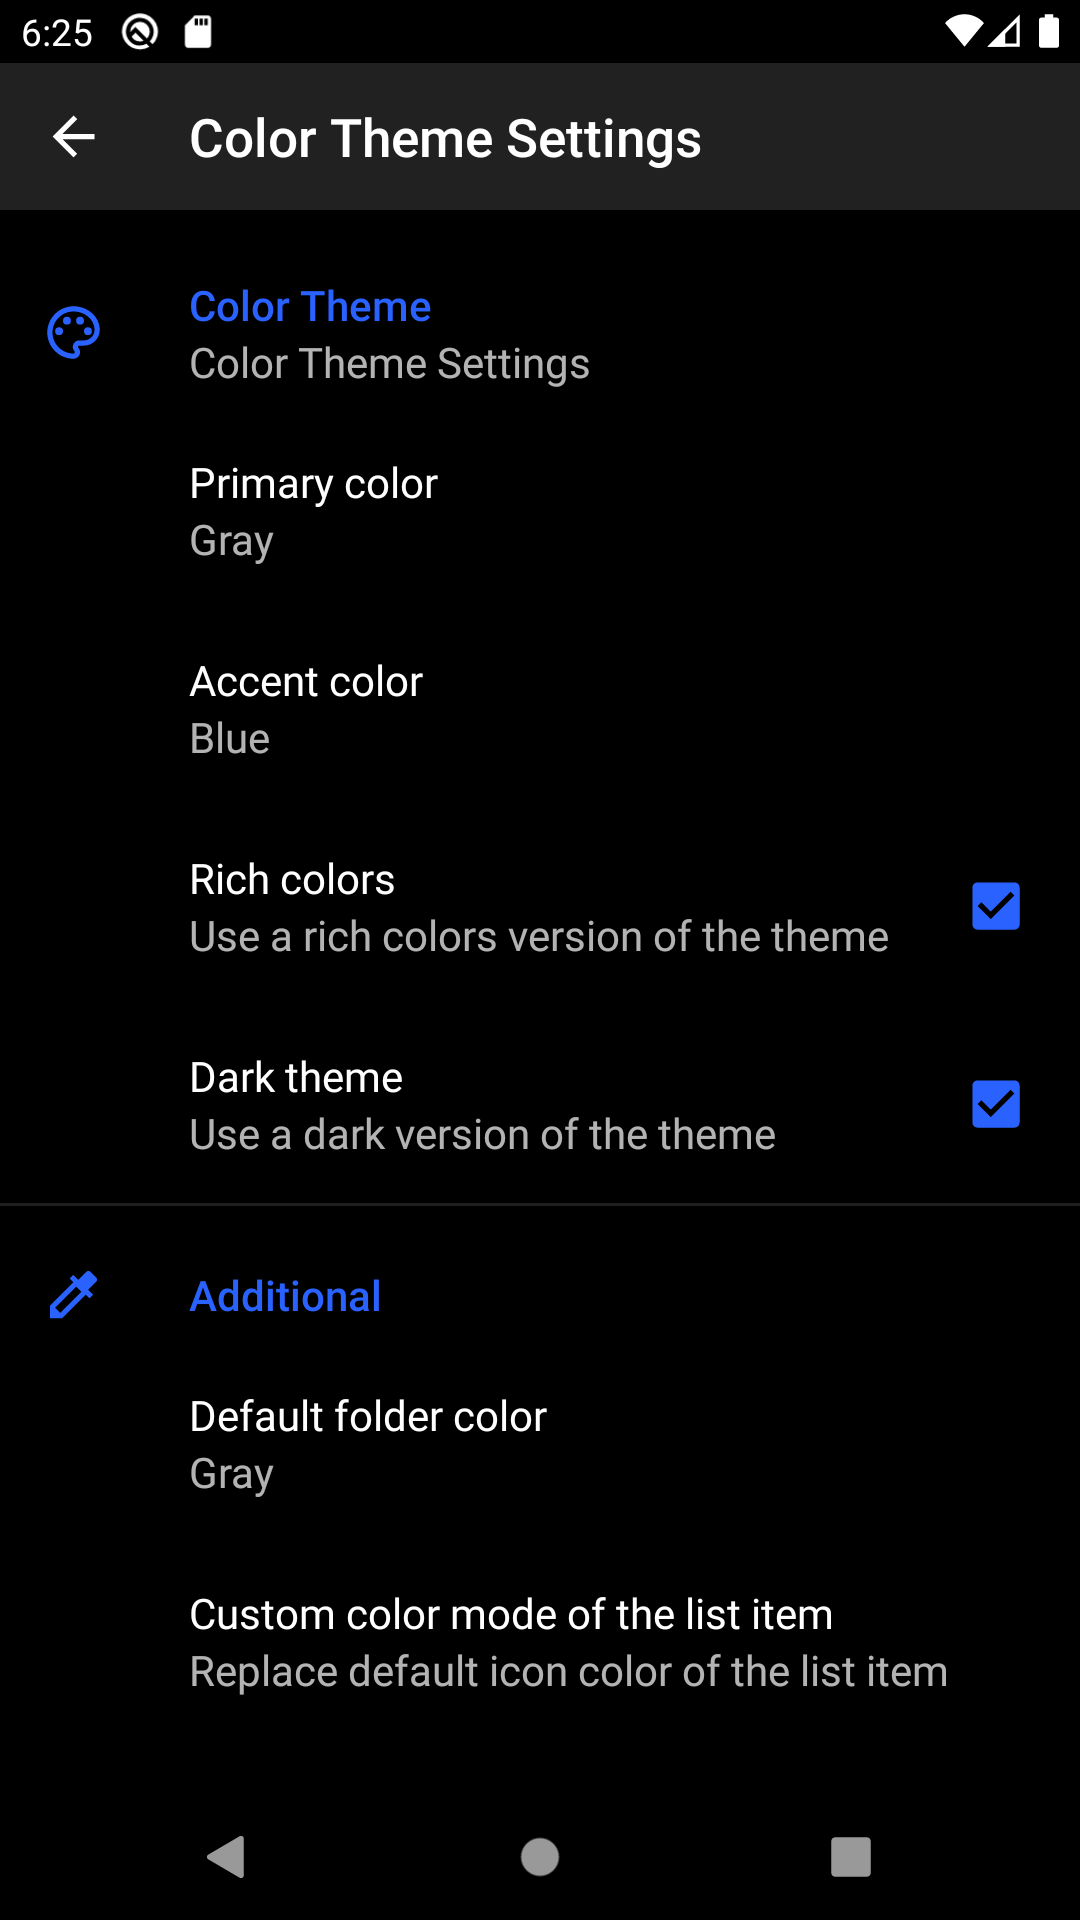 6:25
Color Theme Settings
Color Theme
Color Theme Settings
Primary color
Gray
Accent color
Blue
Rich colors
Use a rich colors version of the theme
Dark theme
Use a dark version of the theme
Additional
Default folder color
Gray
Custom color mode of the list item
Replace default icon color of the list item